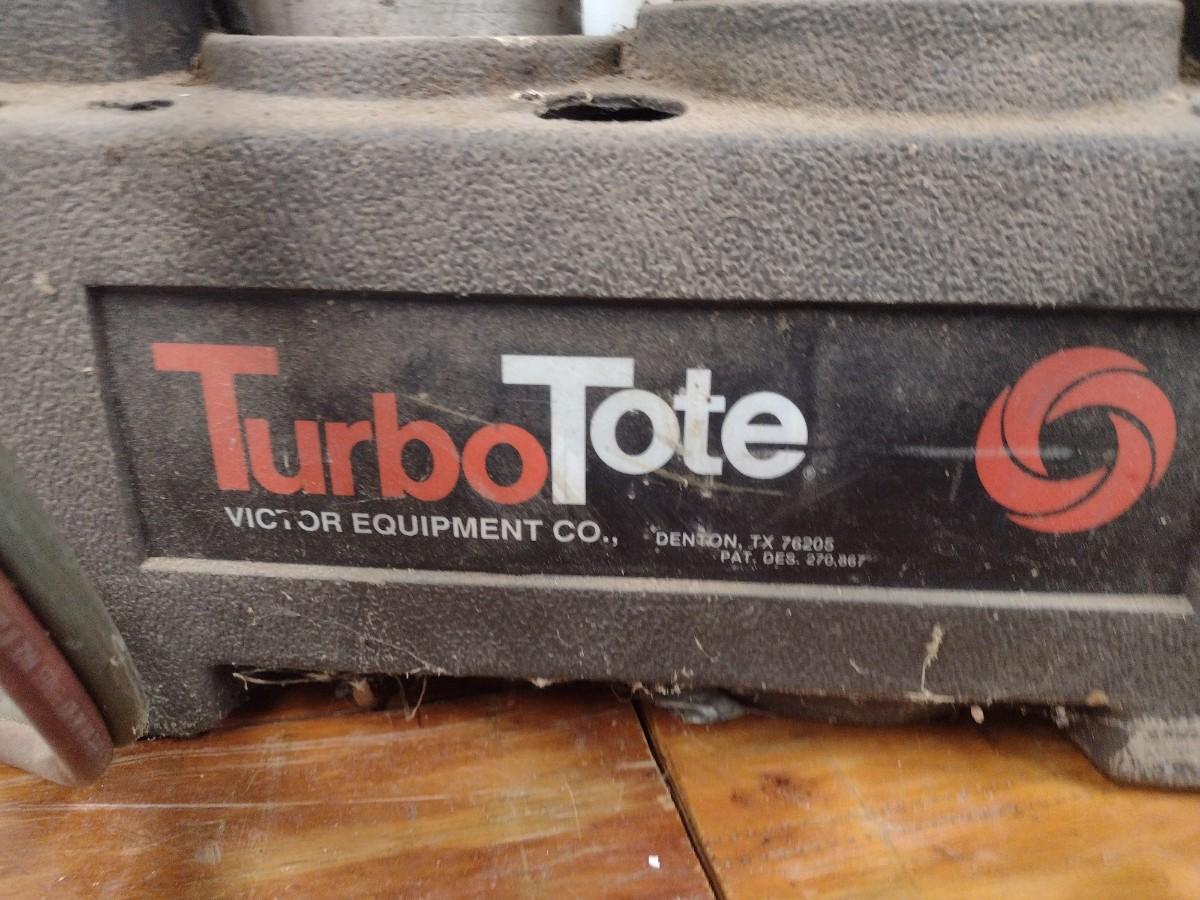 TurboTote
VICTOR EQUIPMENT CO., DENTON, TX 76205
PAT. DES. 270,867